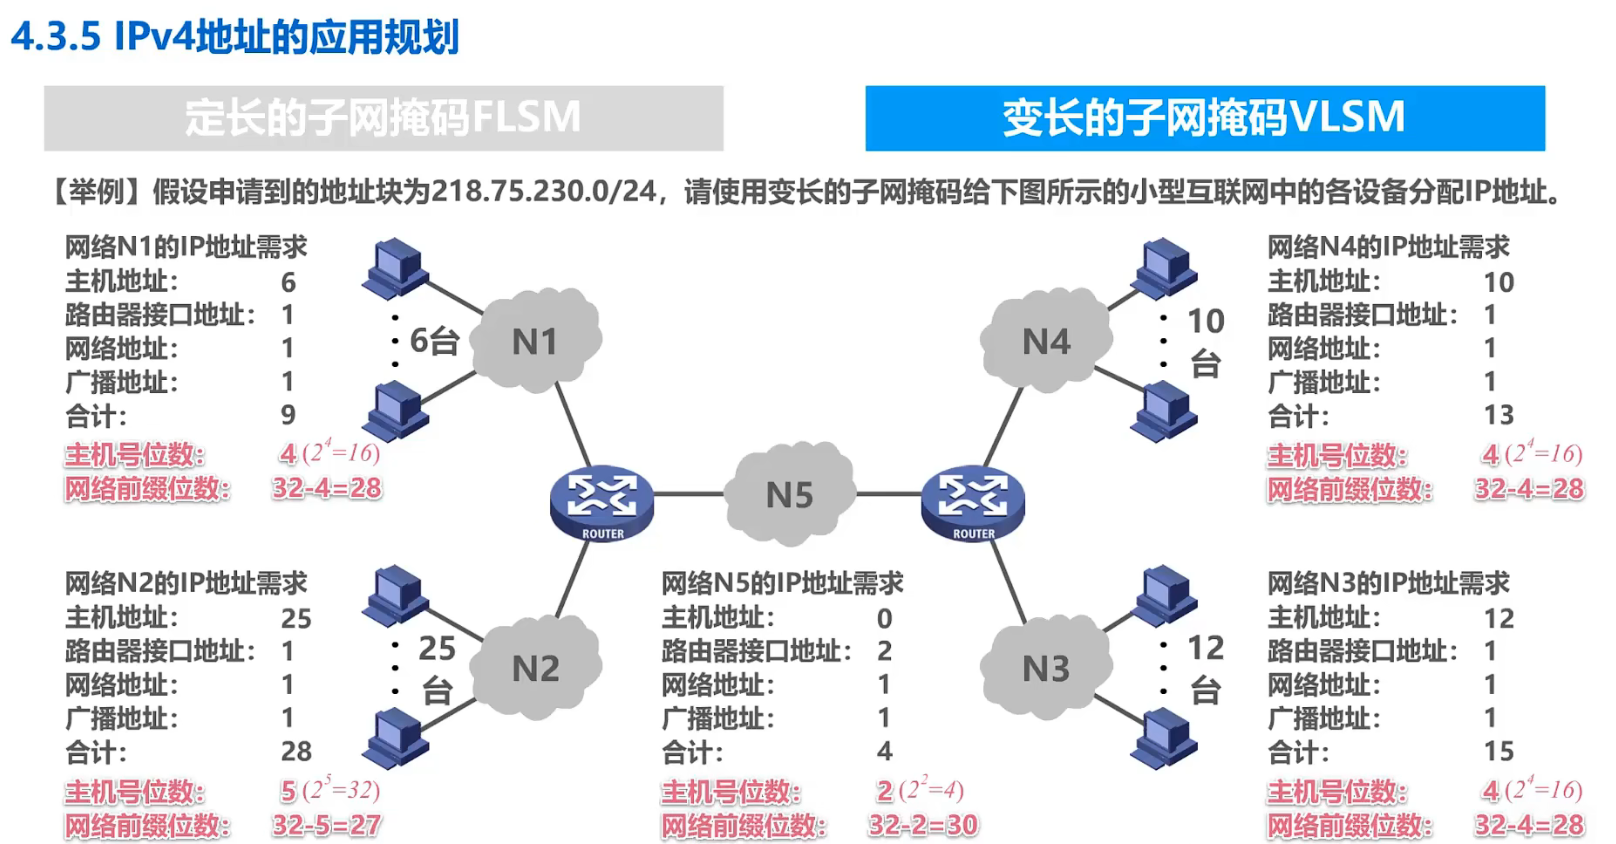 4.3.5 IPv4地址的应用规划
定长的子网掩码FLSM
变长的子网掩码VLSM
【举例】假设申请到的地址块为218.75.230.0/24，请使用变长的子网掩码给下图所示的小型互联网中的各设备分配IP地址。
网络N1的IP地址需求
主机地址： 6
路由器接口地址： 1
网络地址： 1
广播地址： 1
合计： 9
主机号位数： 4 (2^4=16)
网络前缀位数： 32-4=28
6台
N1
N4
10
台
网络N4的IP地址需求
主机地址： 10
路由器接口地址： 1
网络地址： 1
广播地址： 1
合计： 13
主机号位数： 4 (2^4=16)
网络前缀位数： 32-4=28
ROUTER
N5
ROUTER
网络N2的IP地址需求
主机地址： 25
路由器接口地址： 1
网络地址： 1
广播地址： 1
合计： 28
主机号位数： 5 (2^5=32)
网络前缀位数： 32-5=27
25
台
N2
网络N5的IP地址需求
主机地址： 0
路由器接口地址： 2
网络地址： 1
广播地址： 1
合计： 4
主机号位数： 2 (2^2=4)
网络前缀位数： 32-2=30
N3
12
台
网络N3的IP地址需求
主机地址： 12
路由器接口地址： 1
网络地址： 1
广播地址： 1
合计： 15
主机号位数： 4 (2^4=16)
网络前缀位数： 32-4=28